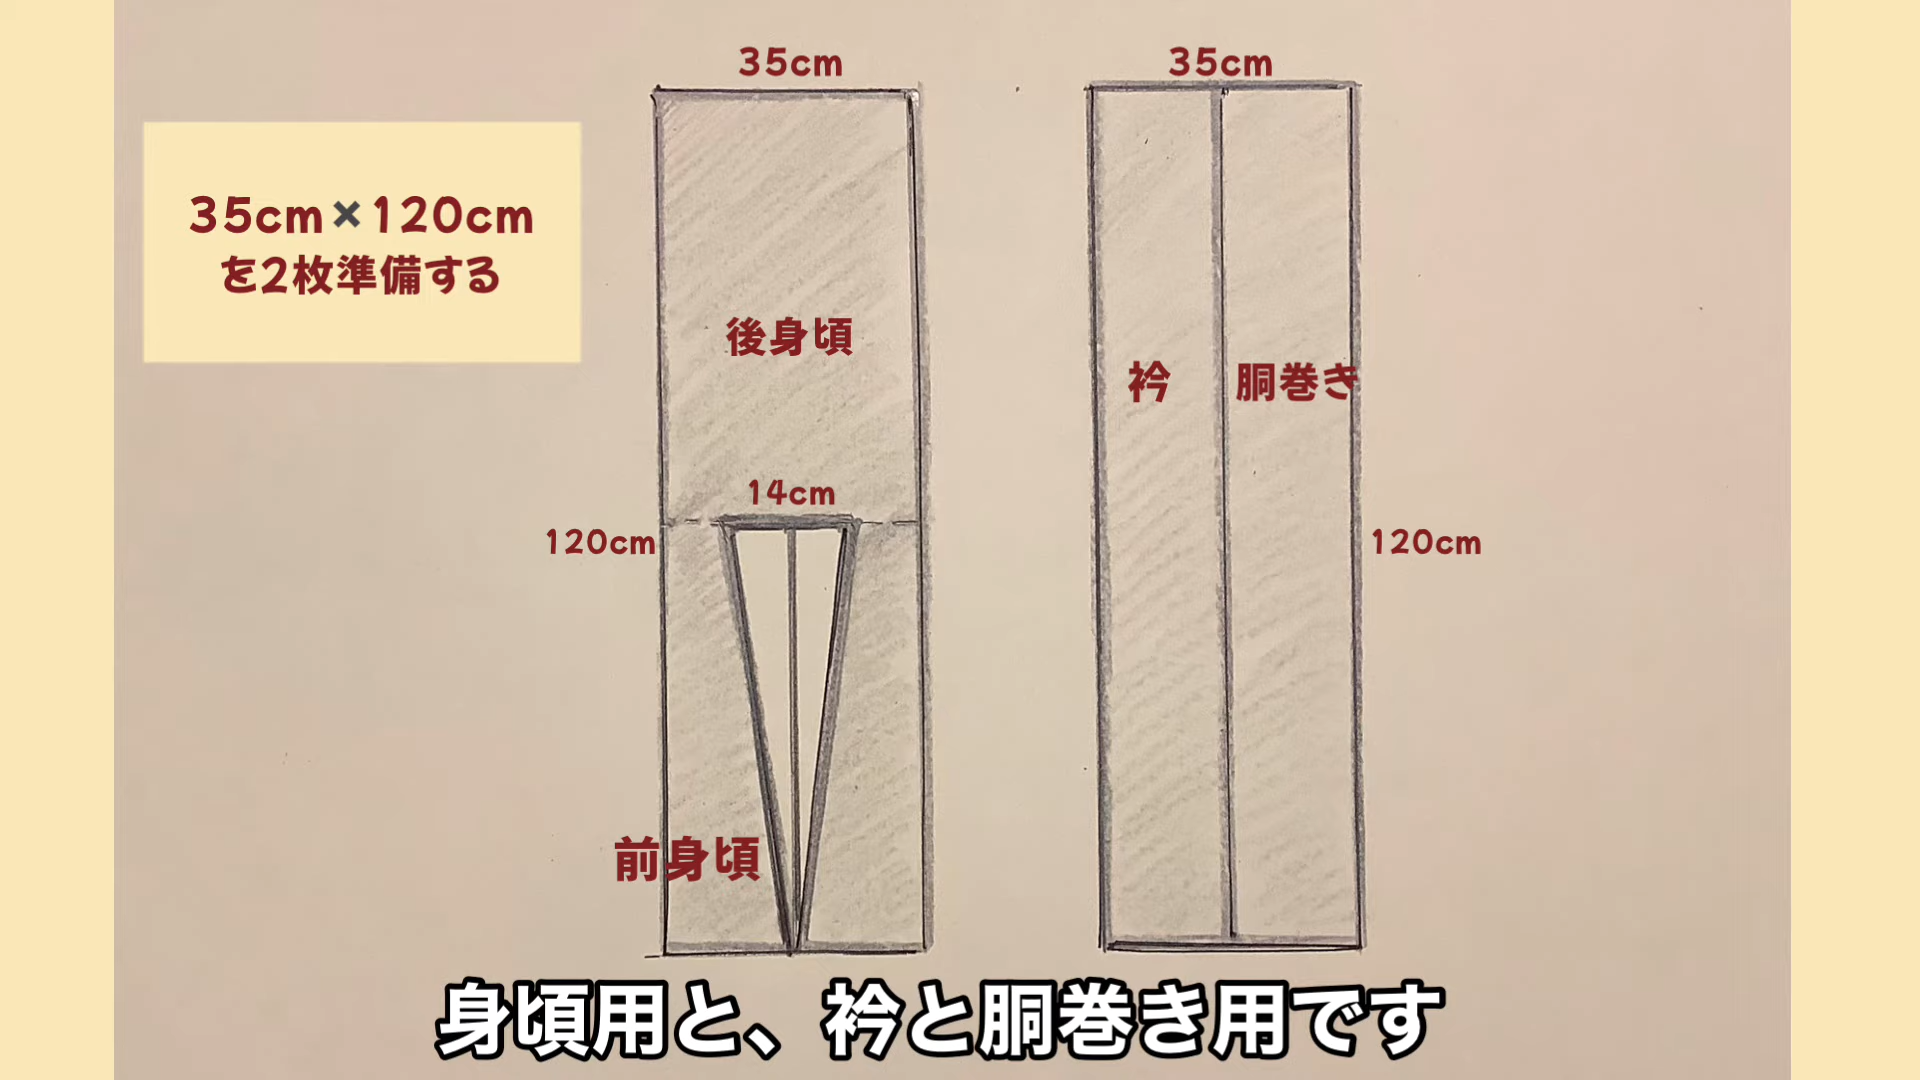 35cm
35cm
35cm✖120cm
を2枚準備する
後身頃
衿
胴巻き
14cm
120cm
120cm
前身頃
身頃用と、衿と胴巻き用です